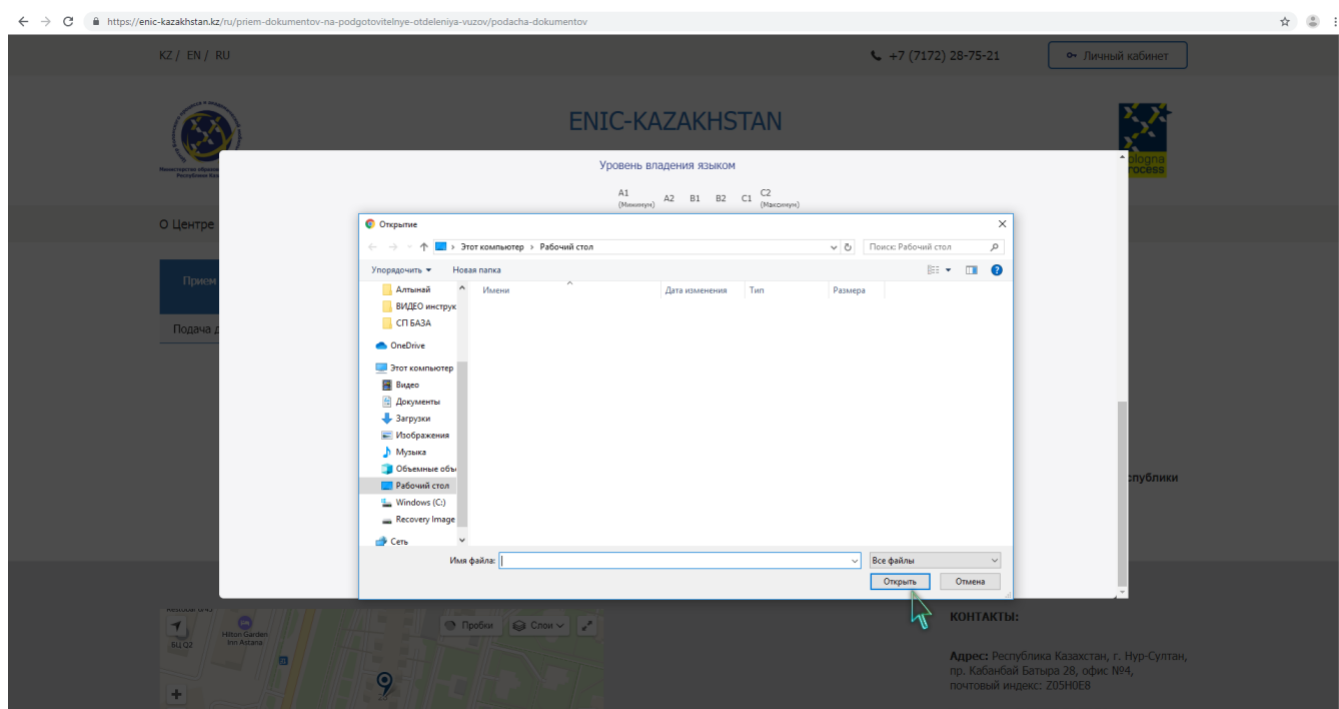 https://enic-kazakhstan.kz/ru/priem-dokumentov-na-podgotovitelnye-otdeleniya-vuzov/podacha-dokumentov
KZ / EN / RU
+7 (7172) 28-75-21
Личный кабинет
ENIC-KAZAKHSTAN
ologna
rocess
О Центре
Прием
Подача д
Уровень владения языком
A1 A2 B1 B2 C1 C2
(Минимум) (Максимум)
Открытие
Этот компьютер › Рабочий стол
Поиск: Рабочий стол
Упорядочить Новая папка
Имени Дата изменения Тип Размера
Алтынай
ВИДЕО инструк
СП БАЗА
OneDrive
Этот компьютер
Видео
Документы
Загрузки
Изображения
Музыка
Объемные объ
Рабочий стол
Windows (C:)
Recovery Image
Сеть
Имя файла:
Все файлы
Открыть Отмена
спублики
Hilton Garden
Inn Astana
Пробки Слои
КОНТАКТЫ:
Адрес: Республика Казахстан, г. Нур-Султан,
пр. Кабанбай Батыра 28, офис №4,
почтовый индекс: Z05H0E8